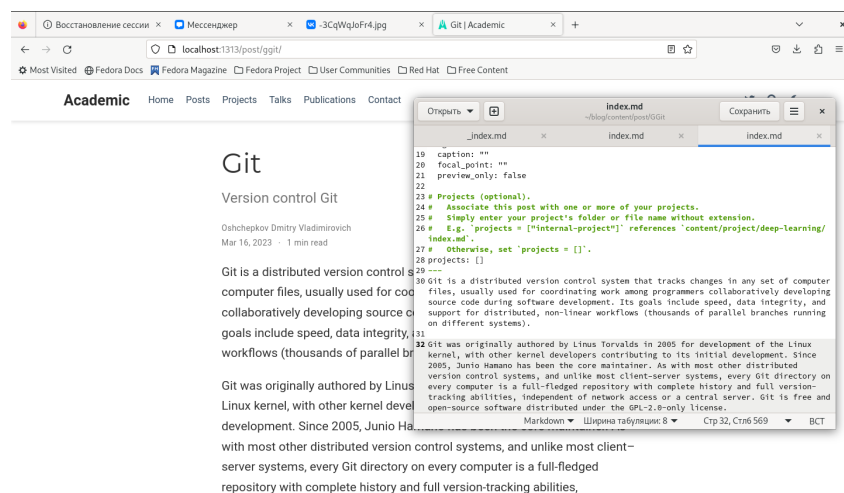 Восстановление сессии
Мессенджер
-3CqWqJoFr4.jpg
Git | Academic
localhost:1313/post/ggit/
Most Visited
Fedora Docs
Fedora Magazine
Fedora Project
User Communities
Red Hat
Free Content
Academic
Home
Posts
Projects
Talks
Publications
Contact
Git
Version control Git
Oshchepkov Dmitry Vladimirovich
Mar 16, 2023 · 1 min read
Git is a distributed version control s
computer files, usually used for coo
collaboratively developing source c
goals include speed, data integrity,
workflows (thousands of parallel br
Git was originally authored by Linus
Linux kernel, with other kernel devel
development. Since 2005, Junio Ha
with most other distributed version control systems, and unlike most client–
server systems, every Git directory on every computer is a full-fledged
repository with complete history and full version-tracking abilities,
Открыть
index.md
~/blog/content/post/GGit
Сохранить
_index.md
index.md
index.md
19 caption: ""
20 focal_point: ""
21 preview_only: false
22
23 # Projects (optional).
24 # Associate this post with one or more of your projects.
25 # Simply enter your project's folder or file name without extension.
26 # E.g. `projects = ["internal-project"]` references `content/project/deep-learning/
index.md`.
27 # Otherwise, set `projects = []`.
28 projects: []
29 ---
30 Git is a distributed version control system that tracks changes in any set of computer
files, usually used for coordinating work among programmers collaboratively developing
source code during software development. Its goals include speed, data integrity, and
support for distributed, non-linear workflows (thousands of parallel branches running
on different systems).
31
32 Git was originally authored by Linus Torvalds in 2005 for development of the Linux
kernel, with other kernel developers contributing to its initial development. Since
2005, Junio Hamano has been the core maintainer. As with most other distributed
version control systems, and unlike most client–server systems, every Git directory on
every computer is a full-fledged repository with complete history and full version-
tracking abilities, independent of network access or a central server. Git is free and
open-source software distributed under the GPL-2.0-only license.
Markdown
Ширина табуляции: 8
Стр 32, Стлб 569
ВСТ